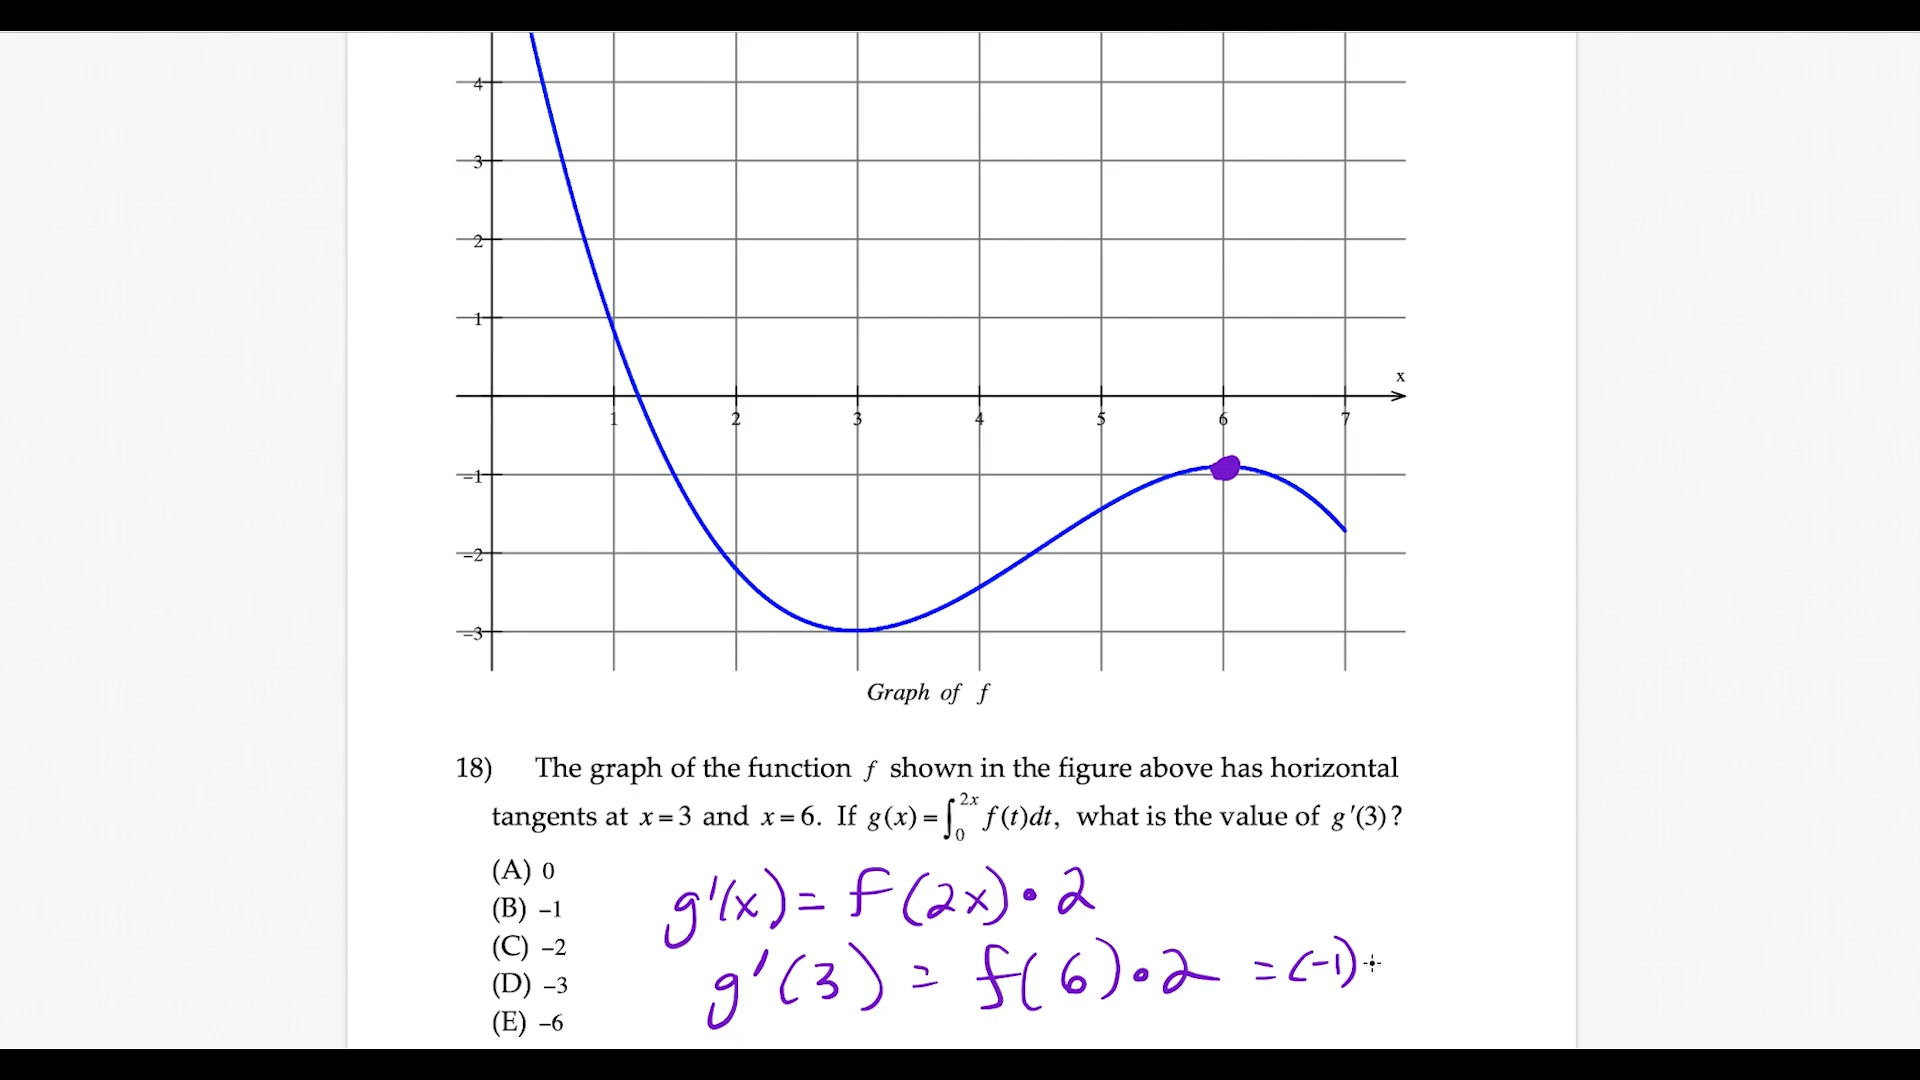 4
3
2
1
x
1 2 3 4 5 6 7
-1
-2
-3
Graph of f
18) The graph of the function f shown in the figure above has horizontal
tangents at x=3 and x=6. If g(x)=∫₀²ˣ f(t)dt, what is the value of g'(3)?
(A) 0
(B) -1
(C) -2
(D) -3
(E) -6
g'(x) = f(2x)•2
g'(3) = f(6)•2 = (-1)